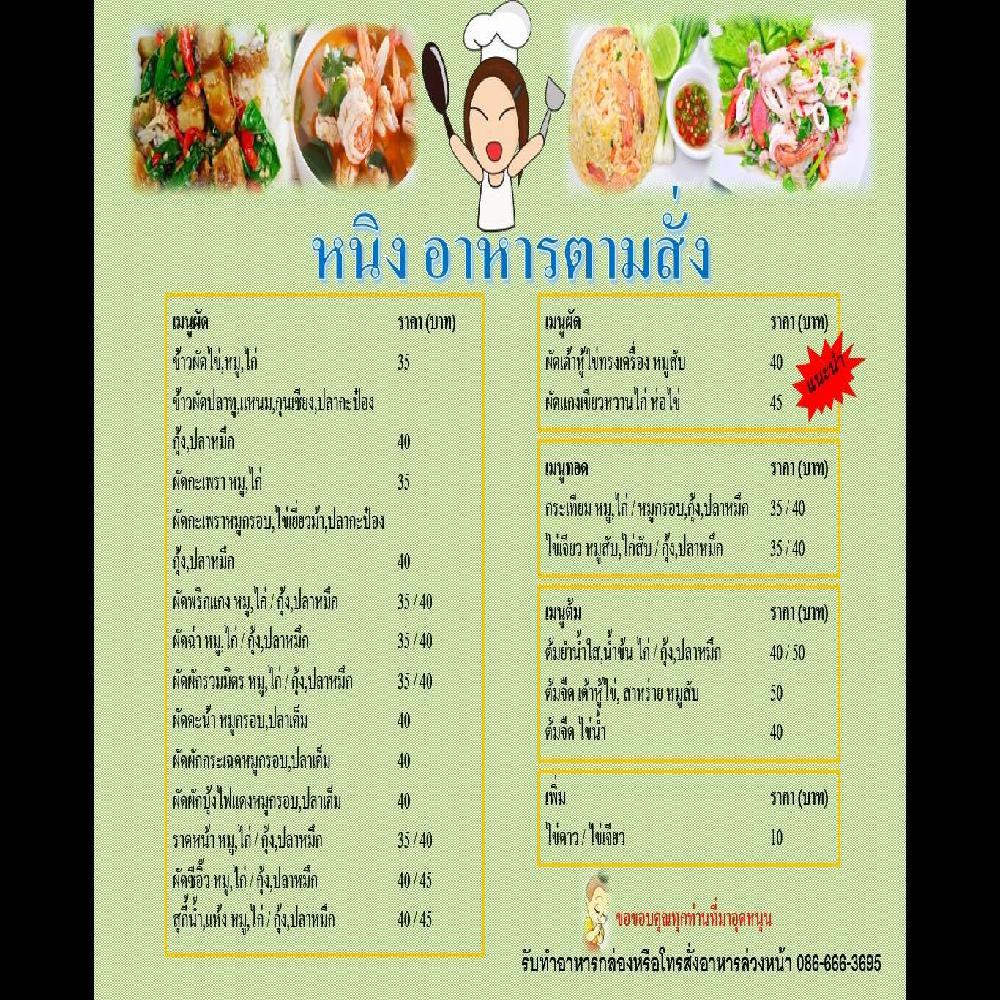 หนิง อาหารตามสั่ง
เมนูผัด ราคา (บาท)
ข้าวผัดไข่,หมู,ไก่ 35
ข้าวผัดปลาทู,แหนม,กุนเชียง,ปลากะป๋อง
กุ้ง,ปลาหมึก 40
ผัดกะเพรา หมู,ไก่ 35
ผัดกะเพราหมูกรอบ,ไข่เยี่ยวม้า,ปลากะป๋อง
กุ้ง,ปลาหมึก 40
ผัดพริกแกง หมู,ไก่ / กุ้ง,ปลาหมึก 35 / 40
ผัดฉ่า หมู,ไก่ / กุ้ง,ปลาหมึก 35 / 40
ผัดผักรวมมิตร หมู,ไก่ / กุ้ง,ปลาหมึก 35 / 40
ผัดคะน้า หมูกรอบ,ปลาเค็ม 40
ผัดผักกระเฉดหมูกรอบ,ปลาเค็ม 40
ผัดผักบุ้งไฟแดงหมูกรอบ,ปลาเค็ม 40
ราดหน้า หมู,ไก่ / กุ้ง,ปลาหมึก 35 / 40
ผัดซีอิ๊ว หมู,ไก่ / กุ้ง,ปลาหมึก 40 / 45
สุกี้น้ำ,แห้ง หมู,ไก่ / กุ้ง,ปลาหมึก 40 / 45
เมนูผัด ราคา (บาท)
ผัดเต้าหู้ไข่ทรงเครื่อง หมูสับ 40
ผัดแกงเขียวหวานไก่ ห่อไข่ 45
แนะนำ
เมนูทอด ราคา (บาท)
กระเทียม หมู,ไก่ / หมูกรอบ,กุ้ง,ปลาหมึก 35 / 40
ไข่เจียว หมูสับ,ไก่สับ / กุ้ง,ปลาหมึก 35 / 40
เมนูต้ม ราคา (บาท)
ต้มยำน้ำใส,น้ำข้น ไก่ / กุ้ง,ปลาหมึก 40 / 50
ต้มจืด เต้าหู้ไข่, สาหร่าย หมูสับ 50
ต้มจืด ไข่น้ำ 40
เพิ่ม ราคา (บาท)
ไข่ดาว / ไข่เจียว 10
ขอขอบคุณทุกท่านที่มาอุดหนุน
รับทำอาหารกล่องหรือโทรสั่งอาหารล่วงหน้า 086-666-3695